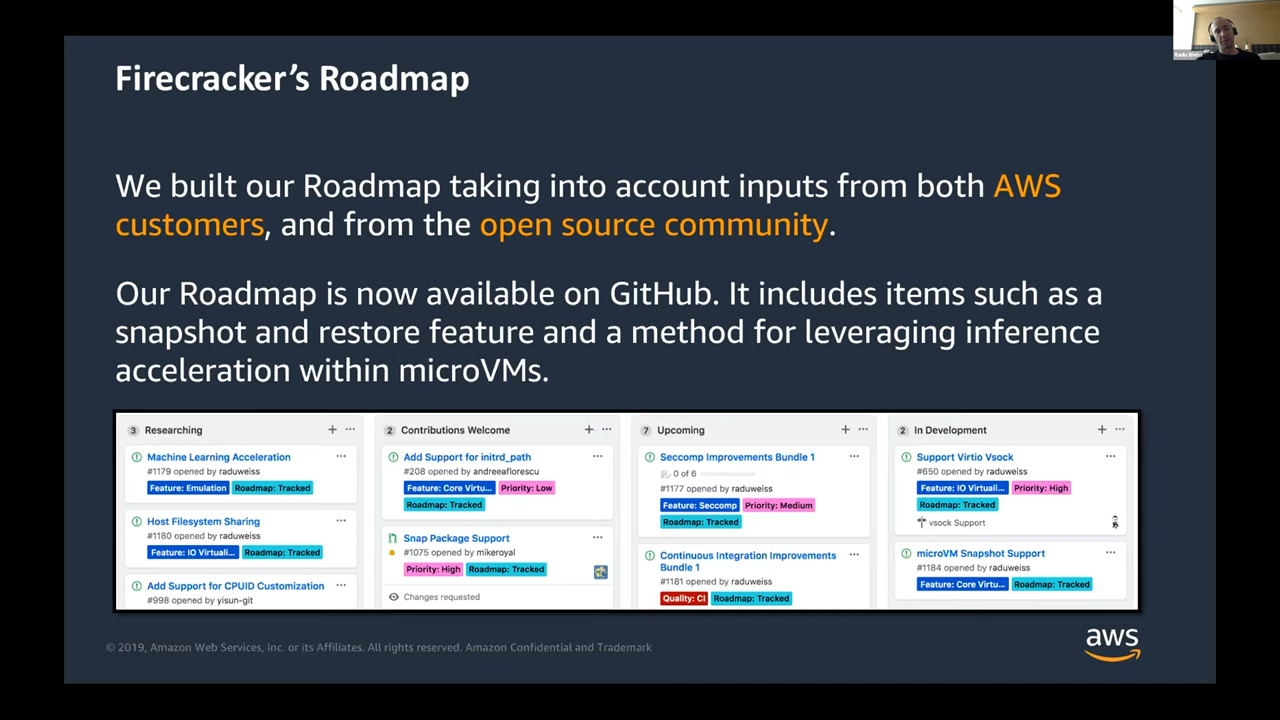 Firecracker's Roadmap
We built our Roadmap taking into account inputs from both AWS
customers, and from the open source community.
Our Roadmap is now available on GitHub. It includes items such as a
snapshot and restore feature and a method for leveraging inference
acceleration within microVMs.
3 Researching
Machine Learning Acceleration
#1179 opened by raduweiss
Feature: Emulation Roadmap: Tracked
Host Filesystem Sharing
#1180 opened by raduweiss
Feature: IO Virtuali... Roadmap: Tracked
Add Support for CPUID Customization
#998 opened by yisun-git
2 Contributions Welcome
Add Support for initrd_path
#208 opened by andreeaflorescu
Feature: Core Virtu... Priority: Low
Roadmap: Tracked
Snap Package Support
#1075 opened by mikeroyal
Priority: High Roadmap: Tracked
Changes requested
7 Upcoming
Seccomp Improvements Bundle 1
0 of 6
#1177 opened by raduweiss
Feature: Seccomp Priority: Medium
Roadmap: Tracked
Continuous Integration Improvements
Bundle 1
#1181 opened by raduweiss
Quality: CI Roadmap: Tracked
2 In Development
Support Virtio Vsock
#650 opened by raduweiss
Feature: IO Virtuali... Priority: High
Roadmap: Tracked
vsock Support
microVM Snapshot Support
#1184 opened by raduweiss
Feature: Core Virtu... Roadmap: Tracked
© 2019, Amazon Web Services, Inc. or its Affiliates. All rights reserved. Amazon Confidential and Trademark
aws